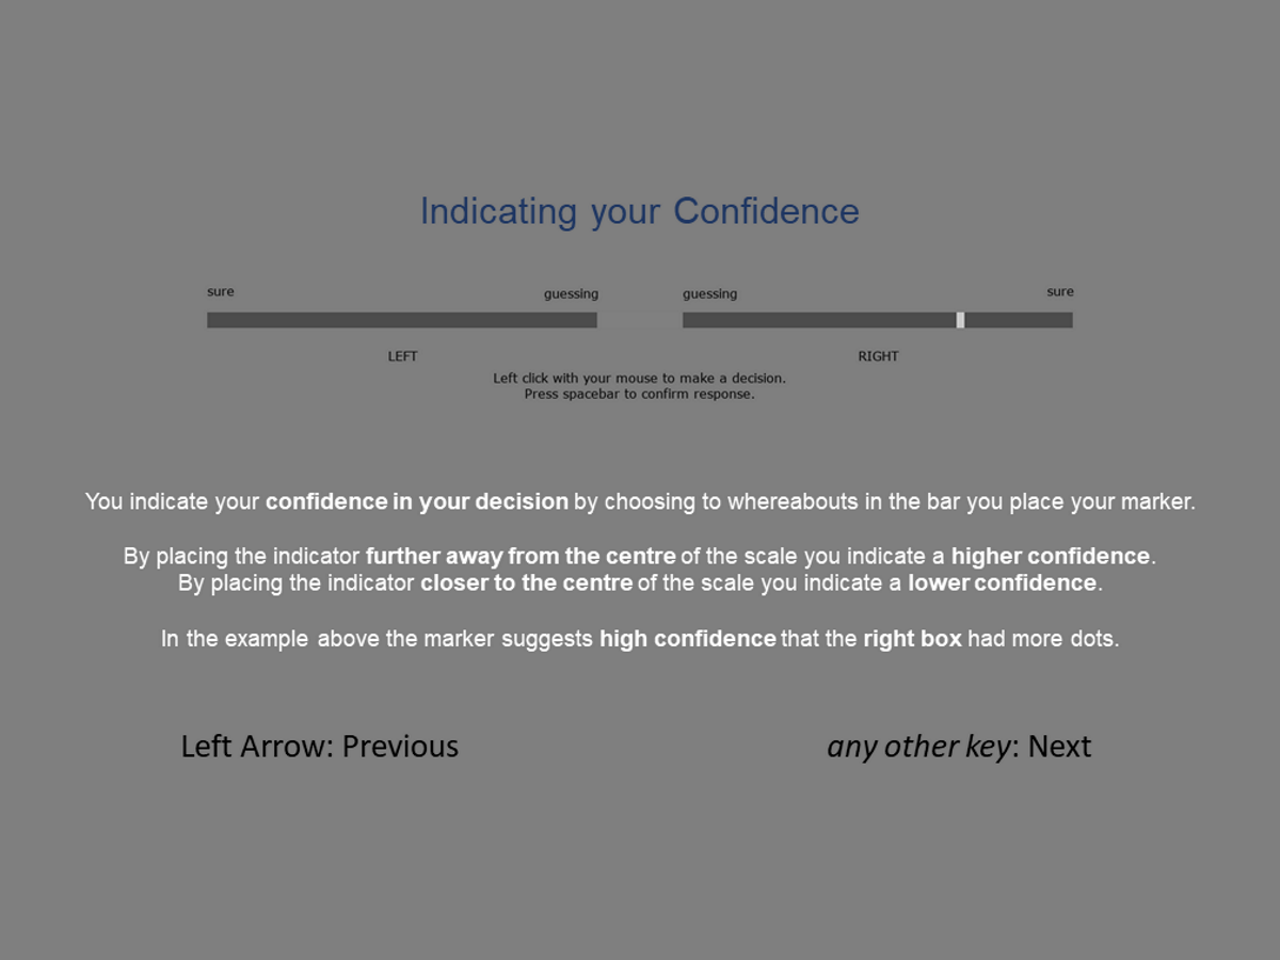 Indicating your Confidence
sure guessing guessing sure
LEFT RIGHT
Left click with your mouse to make a decision.
Press spacebar to confirm response.
You indicate your confidence in your decision by choosing to whereabouts in the bar you place your marker.
By placing the indicator further away from the centre of the scale you indicate a higher confidence.
By placing the indicator closer to the centre of the scale you indicate a lower confidence.
In the example above the marker suggests high confidence that the right box had more dots.
Left Arrow: Previous any other key: Next